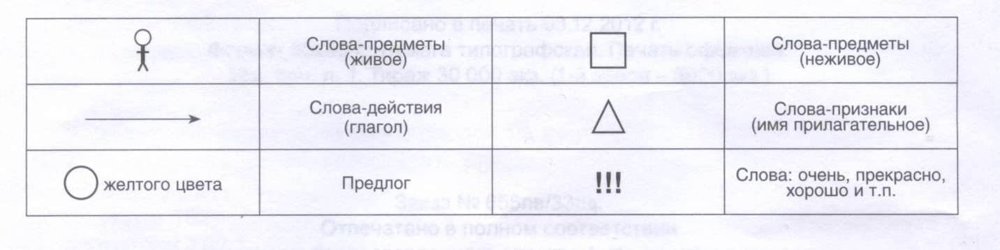 Слова-предметы
(живое)
Слова-предметы
(неживое)
Слова-действия
(глагол)
Слова-признаки
(имя прилагательное)
желтого цвета
Предлог
!!!
Слова: очень, прекрасно,
хорошо и т.п.